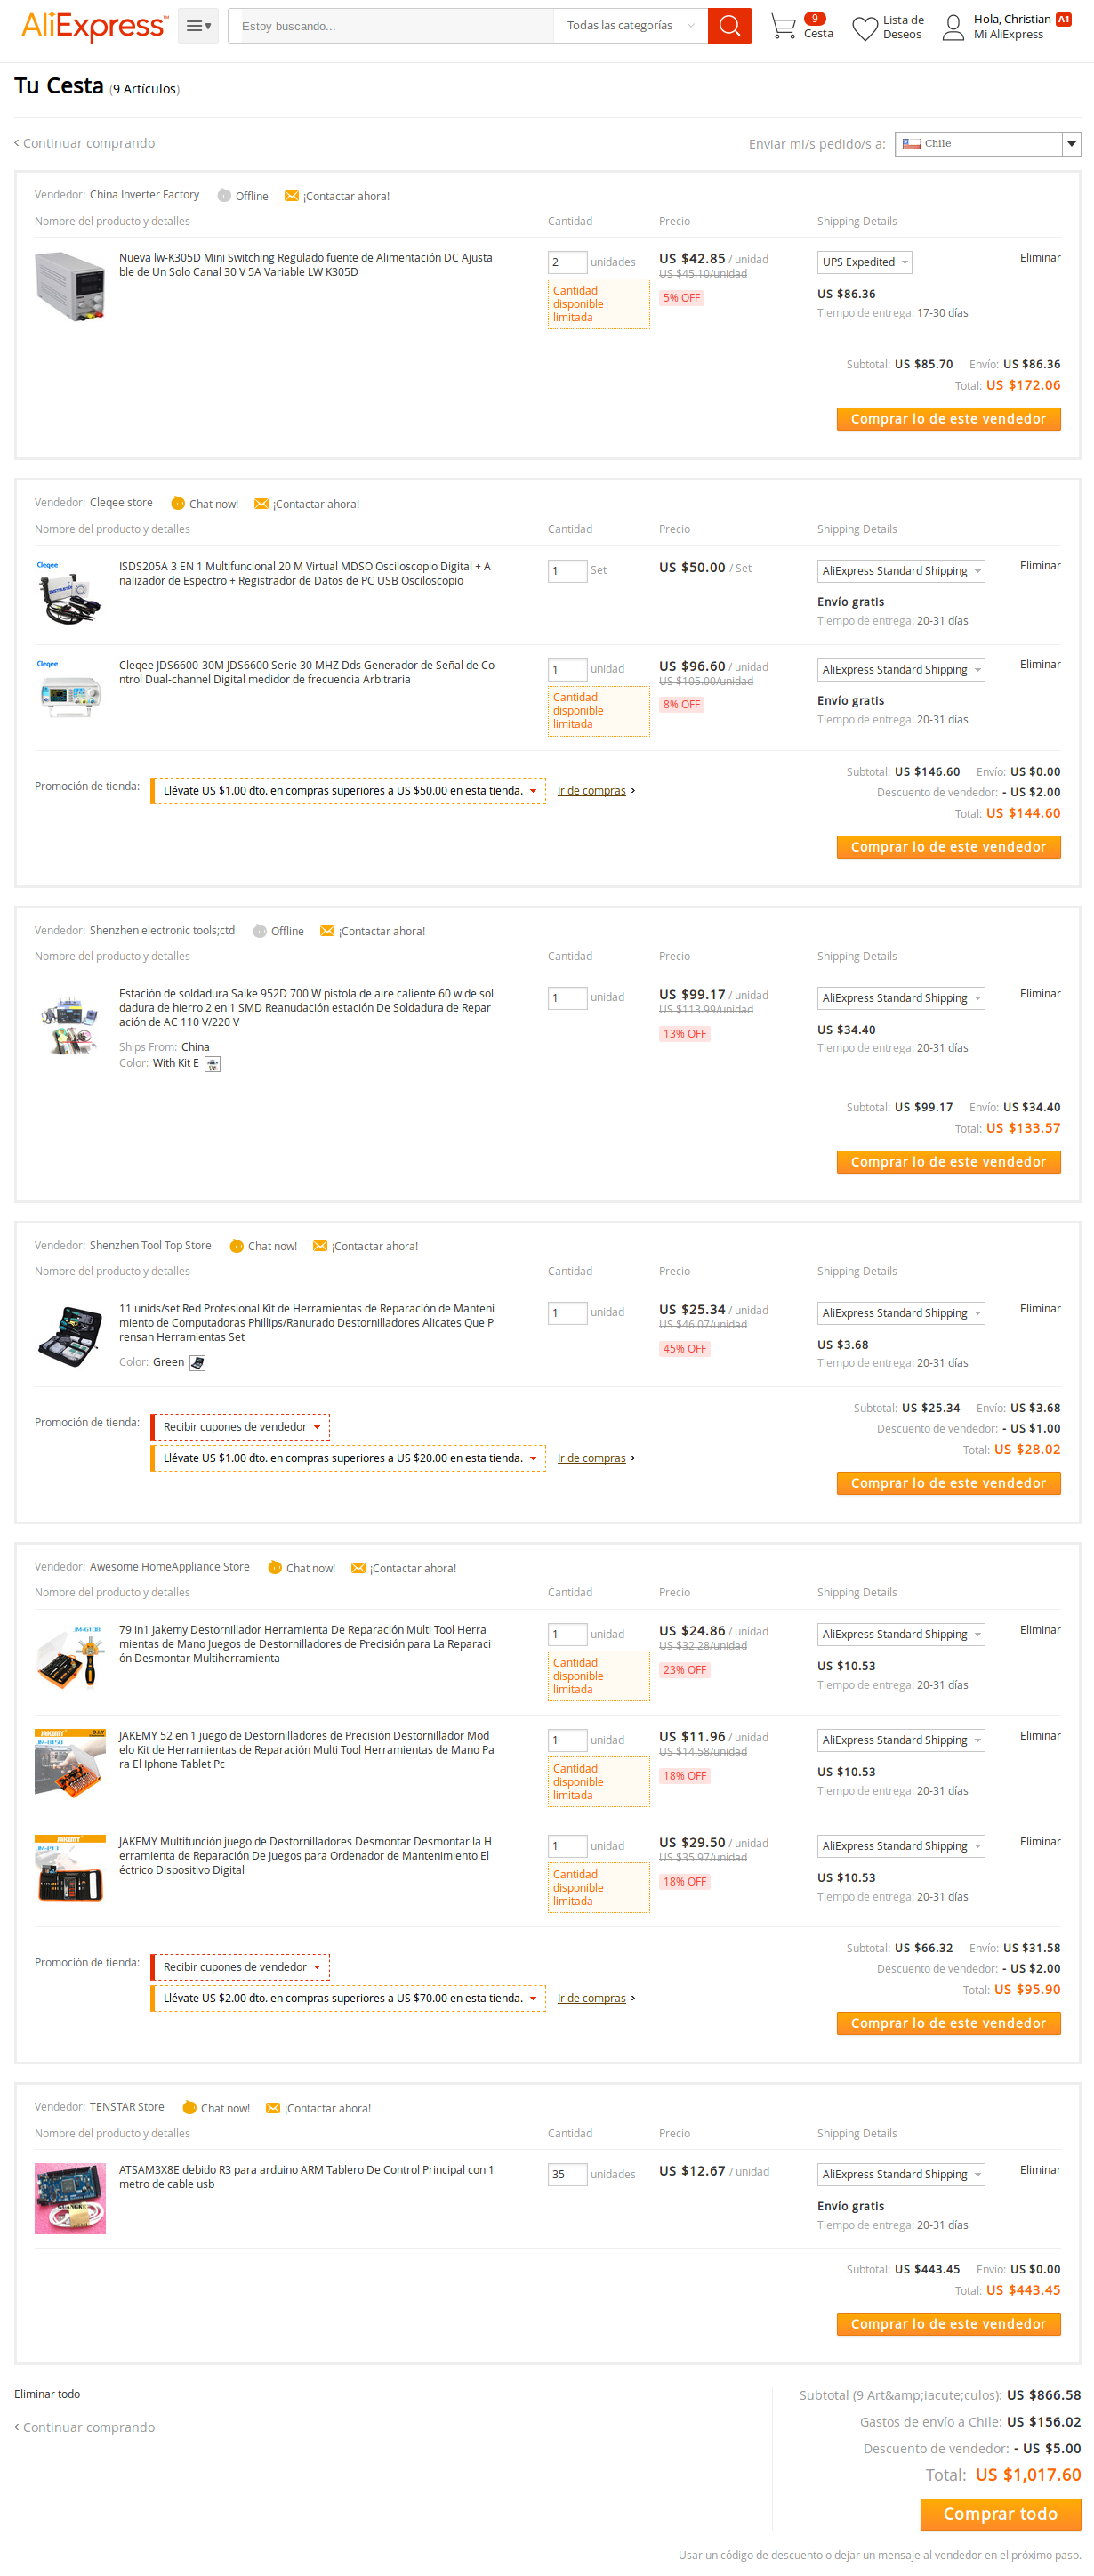 AliExpress™
Estoy buscando...
Todas las categorías
9
Cesta
Lista de
Deseos
Hola, Christian A1
Mi AliExpress
Tu Cesta (9 Artículos)
Continuar comprando
Enviar mi/s pedido/s a: Chile
Vendedor: China Inverter Factory Offline ¡Contactar ahora!
Nombre del producto y detalles Cantidad Precio Shipping Details
Nueva lw-K305D Mini Switching Regulado fuente de Alimentación DC Ajusta
ble de Un Solo Canal 30 V 5A Variable LW K305D
2 unidades
Cantidad
disponible
limitada
US $42.85 / unidad
US $45.10/unidad
5% OFF
UPS Expedited
US $86.36
Tiempo de entrega: 17-30 días
Eliminar
Subtotal: US $85.70 Envío: US $86.36
Total: US $172.06
Comprar lo de este vendedor
Vendedor: Cleqee store Chat now! ¡Contactar ahora!
Nombre del producto y detalles Cantidad Precio Shipping Details
Cleqee
ISDS205A 3 EN 1 Multifuncional 20 M Virtual MDSO Osciloscopio Digital + A
nalizador de Espectro + Registrador de Datos de PC USB Osciloscopio
1 Set
US $50.00 / Set
AliExpress Standard Shipping
Envío gratis
Tiempo de entrega: 20-31 días
Eliminar
Cleqee
Cleqee JDS6600-30M JDS6600 Serie 30 MHZ Dds Generador de Señal de Co
ntrol Dual-channel Digital medidor de frecuencia Arbitraria
1 unidad
Cantidad
disponible
limitada
US $96.60 / unidad
US $105.00/unidad
8% OFF
AliExpress Standard Shipping
Envío gratis
Tiempo de entrega: 20-31 días
Eliminar
Promoción de tienda: Llévate US $1.00 dto. en compras superiores a US $50.00 en esta tienda. Ir de compras
Subtotal: US $146.60 Envío: US $0.00
Descuento de vendedor: - US $2.00
Total: US $144.60
Comprar lo de este vendedor
Vendedor: Shenzhen electronic tools;ctd Offline ¡Contactar ahora!
Nombre del producto y detalles Cantidad Precio Shipping Details
Estación de soldadura Saike 952D 700 W pistola de aire caliente 60 w de sol
dadura de hierro 2 en 1 SMD Reanudación estación De Soldadura de Repar
ación de AC 110 V/220 V
Ships From: China
Color: With Kit E
1 unidad
US $99.17 / unidad
US $113.99/unidad
13% OFF
AliExpress Standard Shipping
US $34.40
Tiempo de entrega: 20-31 días
Eliminar
Subtotal: US $99.17 Envío: US $34.40
Total: US $133.57
Comprar lo de este vendedor
Vendedor: Shenzhen Tool Top Store Chat now! ¡Contactar ahora!
Nombre del producto y detalles Cantidad Precio Shipping Details
11 unids/set Red Profesional Kit de Herramientas de Reparación de Manteni
miento de Computadoras Phillips/Ranurado Destornilladores Alicates Que P
rensan Herramientas Set
Color: Green
1 unidad
US $25.34 / unidad
US $46.07/unidad
45% OFF
AliExpress Standard Shipping
US $3.68
Tiempo de entrega: 20-31 días
Eliminar
Promoción de tienda: Recibir cupones de vendedor
Llévate US $1.00 dto. en compras superiores a US $20.00 en esta tienda. Ir de compras
Subtotal: US $25.34 Envío: US $3.68
Descuento de vendedor: - US $1.00
Total: US $28.02
Comprar lo de este vendedor
Vendedor: Awesome HomeAppliance Store Chat now! ¡Contactar ahora!
Nombre del producto y detalles Cantidad Precio Shipping Details
79 in1 Jakemy Destornillador Herramienta De Reparación Multi Tool Herra
mientas de Mano Juegos de Destornilladores de Precisión para La Reparaci
ón Desmontar Multiherramienta
1 unidad
Cantidad
disponible
limitada
US $24.86 / unidad
US $32.28/unidad
23% OFF
AliExpress Standard Shipping
US $10.53
Tiempo de entrega: 20-31 días
Eliminar
JAKEMY D.I.Y
JAKEMY 52 en 1 juego de Destornilladores de Precisión Destornillador Mod
elo Kit de Herramientas de Reparación Multi Tool Herramientas de Mano Pa
ra El Iphone Tablet Pc
1 unidad
Cantidad
disponible
limitada
US $11.96 / unidad
US $14.58/unidad
18% OFF
AliExpress Standard Shipping
US $10.53
Tiempo de entrega: 20-31 días
Eliminar
JAKEMY
JAKEMY Multifunción juego de Destornilladores Desmontar Desmontar la H
erramienta de Reparación De Juegos para Ordenador de Mantenimiento El
éctrico Dispositivo Digital
1 unidad
Cantidad
disponible
limitada
US $29.50 / unidad
US $35.97/unidad
18% OFF
AliExpress Standard Shipping
US $10.53
Tiempo de entrega: 20-31 días
Eliminar
Promoción de tienda: Recibir cupones de vendedor
Llévate US $2.00 dto. en compras superiores a US $70.00 en esta tienda. Ir de compras
Subtotal: US $66.32 Envío: US $31.58
Descuento de vendedor: - US $2.00
Total: US $95.90
Comprar lo de este vendedor
Vendedor: TENSTAR Store Chat now! ¡Contactar ahora!
Nombre del producto y detalles Cantidad Precio Shipping Details
ATSAM3X8E debido R3 para arduino ARM Tablero De Control Principal con 1
metro de cable usb
35 unidades
US $12.67 / unidad
AliExpress Standard Shipping
Envío gratis
Tiempo de entrega: 20-31 días
Eliminar
Subtotal: US $443.45 Envío: US $0.00
Total: US $443.45
Comprar lo de este vendedor
Eliminar todo
Continuar comprando
Subtotal (9 Art&amp;iacute;culos): US $866.58
Gastos de envío a Chile: US $156.02
Descuento de vendedor: - US $5.00
Total: US $1,017.60
Comprar todo
Usar un código de descuento o dejar un mensaje al vendedor en el próximo paso.